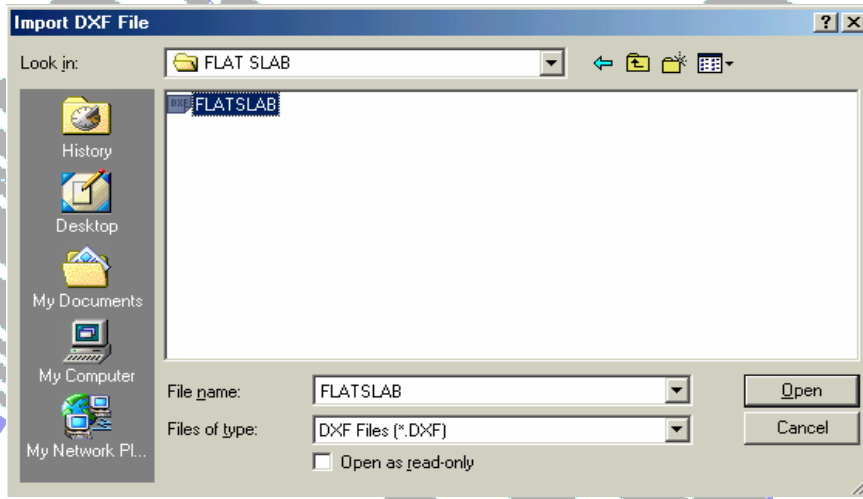 Import DXF File
Look in: FLAT SLAB
DXF FLATSLAB
History
Desktop
My Documents
My Computer
My Network Pl...
File name: FLATSLAB Open
Files of type: DXF Files (*.DXF) Cancel
Open as read-only